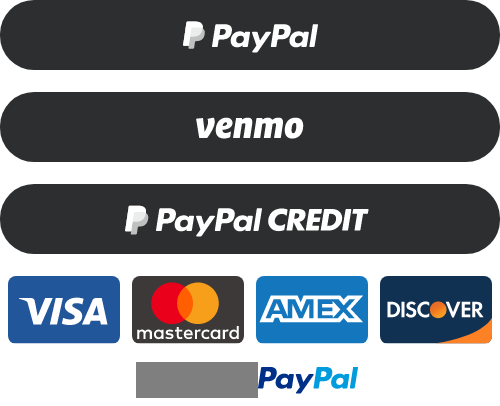 PayPal
venmo
PayPal CREDIT
VISA mastercard AMEX DISCOVER
PayPal